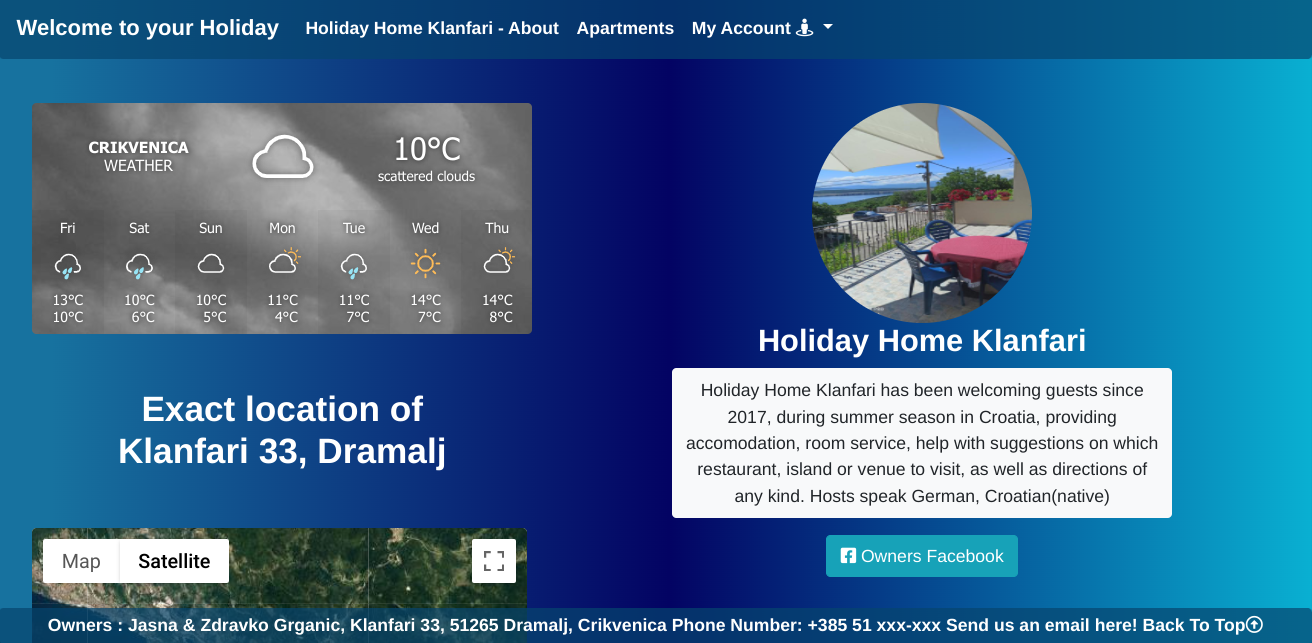 Welcome to your Holiday Holiday Home Klanfari - About Apartments My Account
CRIKVENICA
WEATHER
10°C
scattered clouds
Fri Sat Sun Mon Tue Wed Thu
13°C 10°C 10°C 11°C 11°C 14°C 14°C
10°C 6°C 5°C 4°C 7°C 7°C 8°C
Exact location of
Klanfari 33, Dramalj
Map Satellite
Holiday Home Klanfari
Holiday Home Klanfari has been welcoming guests since
2017, during summer season in Croatia, providing
accomodation, room service, help with suggestions on which
restaurant, island or venue to visit, as well as directions of
any kind. Hosts speak German, Croatian(native)
Owners Facebook
Owners : Jasna & Zdravko Grganic, Klanfari 33, 51265 Dramalj, Crikvenica Phone Number: +385 51 xxx-xxx Send us an email here! Back To Top